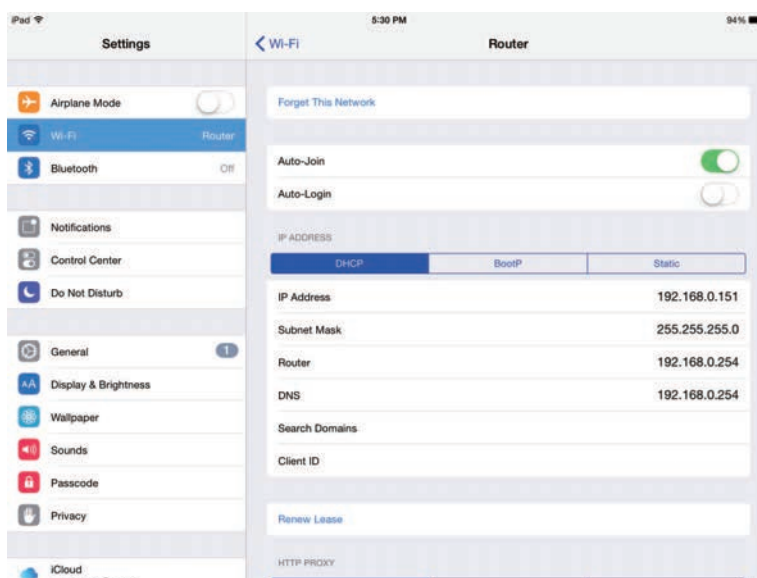 iPad 5:30 PM 94%
Settings
Wi-Fi Router
Airplane Mode
Wi-Fi Router
Bluetooth Off
Notifications
Control Center
Do Not Disturb
General 1
Display & Brightness
AA
Wallpaper
Sounds
Passcode
Privacy
iCloud
Forget This Network
Auto-Join
Auto-Login
IP ADDRESS
DHCP BootP Static
IP Address 192.168.0.151
Subnet Mask 255.255.255.0
Router 192.168.0.254
DNS 192.168.0.254
Search Domains
Client ID
Renew Lease
HTTP PROXY